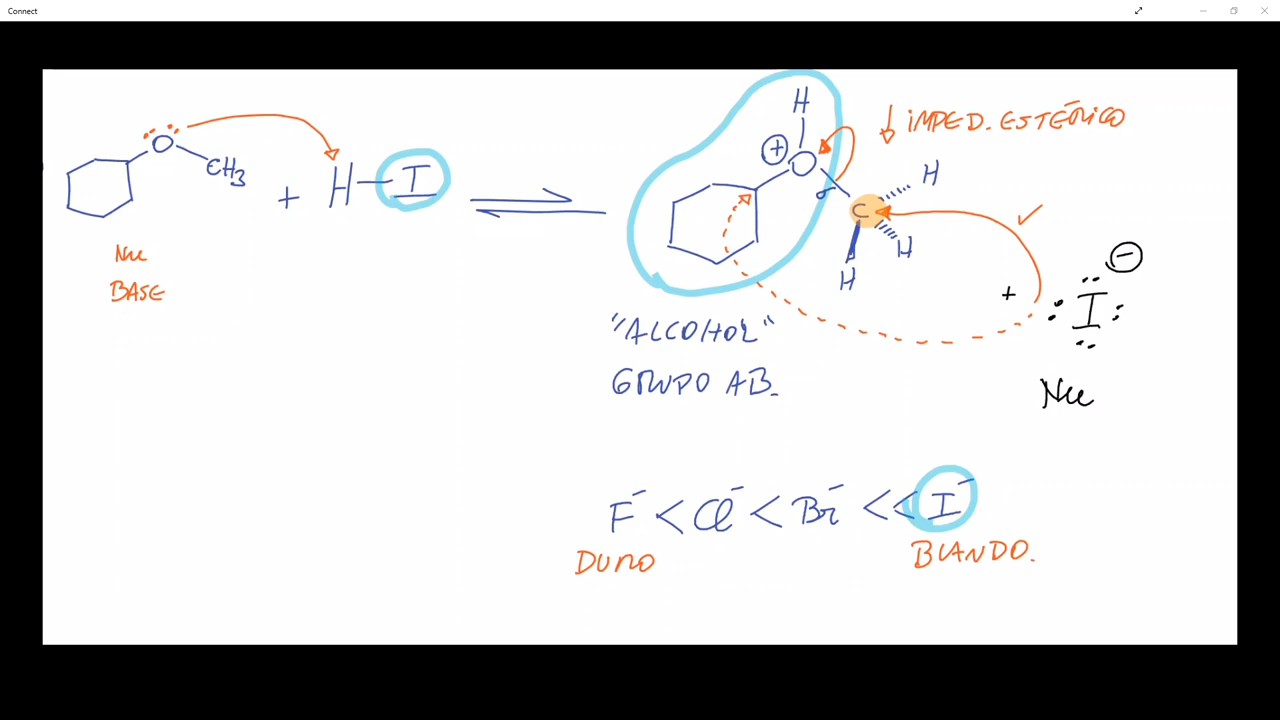 Connect
O
CH3
+
H-I
Nu
BASE
H
+
O
C
H
H
H
↓ IMPED. ESTÉRICO
+
I
-
Nu
"ALCOHOL"
GRUPO AB.
F- < Cl- < Br- << I-
DURO
BLANDO.